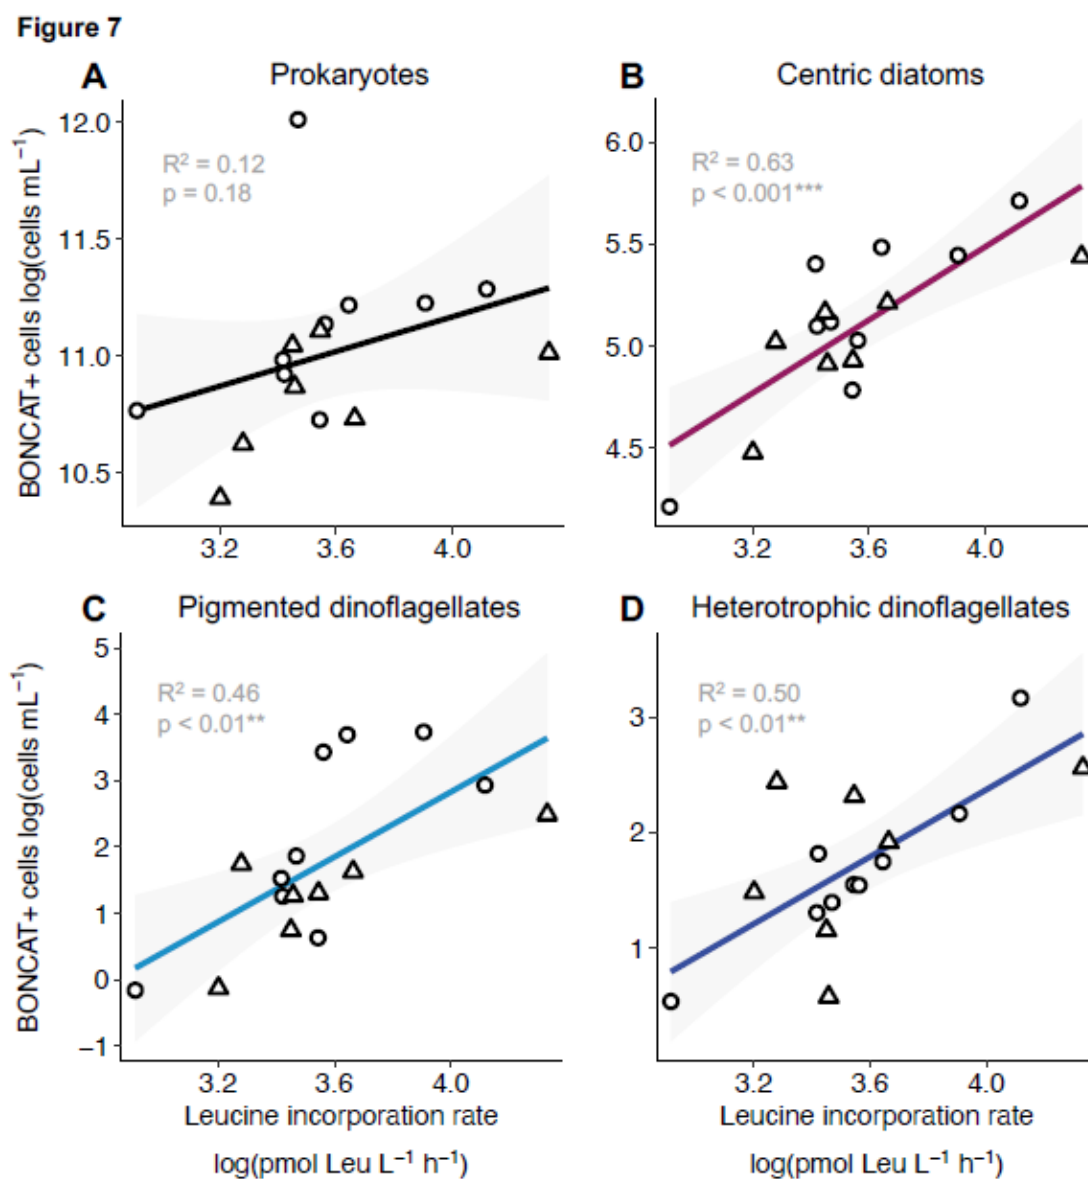 Figure 7
A Prokaryotes
BONCAT+ cells log(cells mL⁻¹)
12.0
11.5
11.0
10.5
R² = 0.12
p = 0.18
3.2 3.6 4.0
B Centric diatoms
6.0
5.5
5.0
4.5
R² = 0.63
p < 0.001***
3.2 3.6 4.0
C Pigmented dinoflagellates
BONCAT+ cells log(cells mL⁻¹)
5
4
3
2
1
0
−1
R² = 0.46
p < 0.01**
3.2 3.6 4.0
Leucine incorporation rate
log(pmol Leu L⁻¹ h⁻¹)
D Heterotrophic dinoflagellates
3
2
1
R² = 0.50
p < 0.01**
3.2 3.6 4.0
Leucine incorporation rate
log(pmol Leu L⁻¹ h⁻¹)